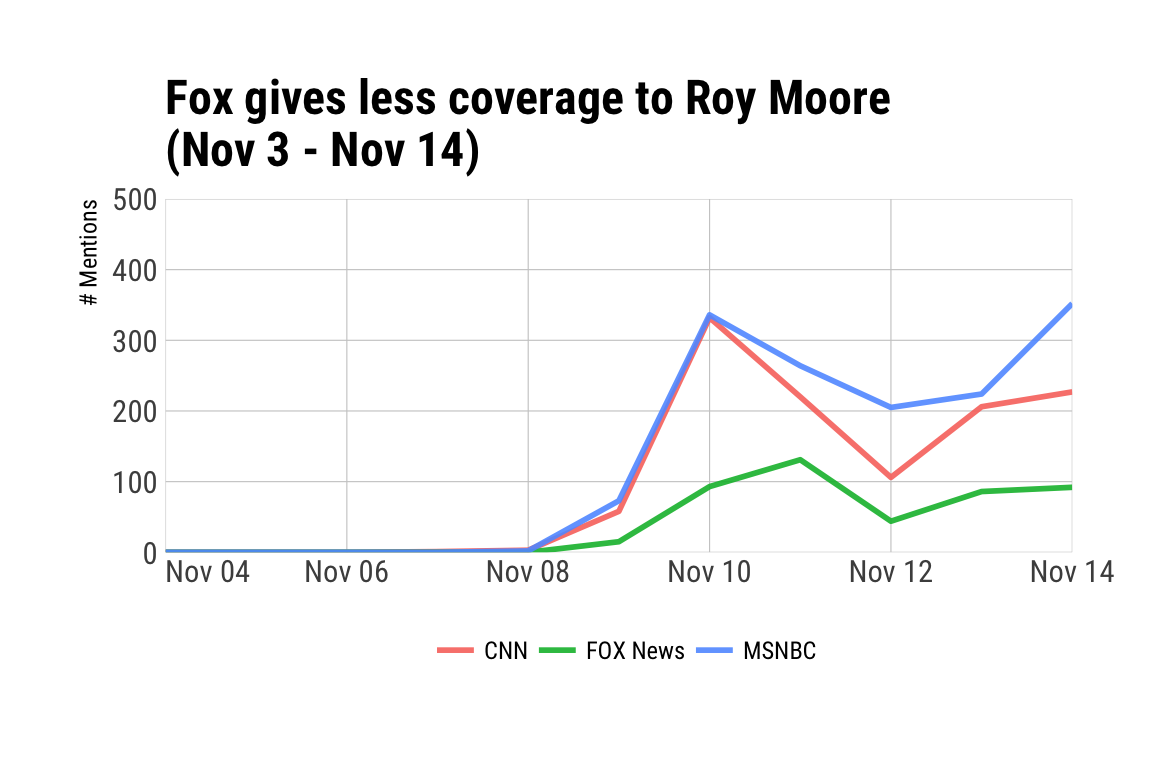 Fox gives less coverage to Roy Moore
(Nov 3 - Nov 14)
# Mentions
500
400
300
200
100
0
Nov 04 Nov 06 Nov 08 Nov 10 Nov 12 Nov 14
CNN FOX News MSNBC